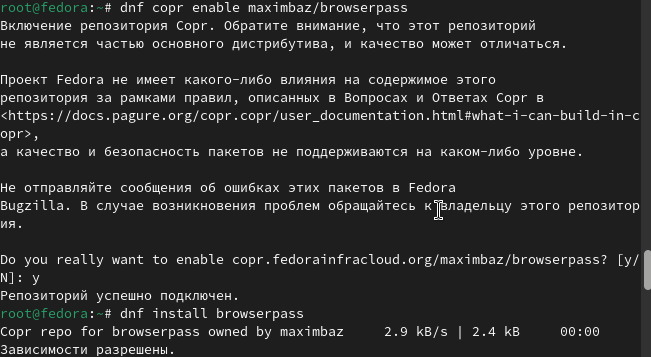 root@fedora:~# dnf copr enable maximbaz/browserpass
Включение репозитория Copr. Обратите внимание, что этот репозиторий
не является частью основного дистрибутива, и качество может отличаться.

Проект Fedora не имеет какого-либо влияния на содержимое этого
репозитория за рамками правил, описанных в Вопросах и Ответах Copr в
<https://docs.pagure.org/copr.copr/user_documentation.html#what-i-can-build-in-c
opr>,
а качество и безопасность пакетов не поддерживаются на каком-либо уровне.

Не отправляйте сообщения об ошибках этих пакетов в Fedora
Bugzilla. В случае возникновения проблем обращайтесь к владельцу этого репозитор
ия.

Do you really want to enable copr.fedorainfracloud.org/maximbaz/browserpass? [y/
N]: y
Репозиторий успешно подключен.
root@fedora:~# dnf install browserpass
Copr repo for browserpass owned by maximbaz     2.9 kB/s | 2.4 kB     00:00
Зависимости разрешены.